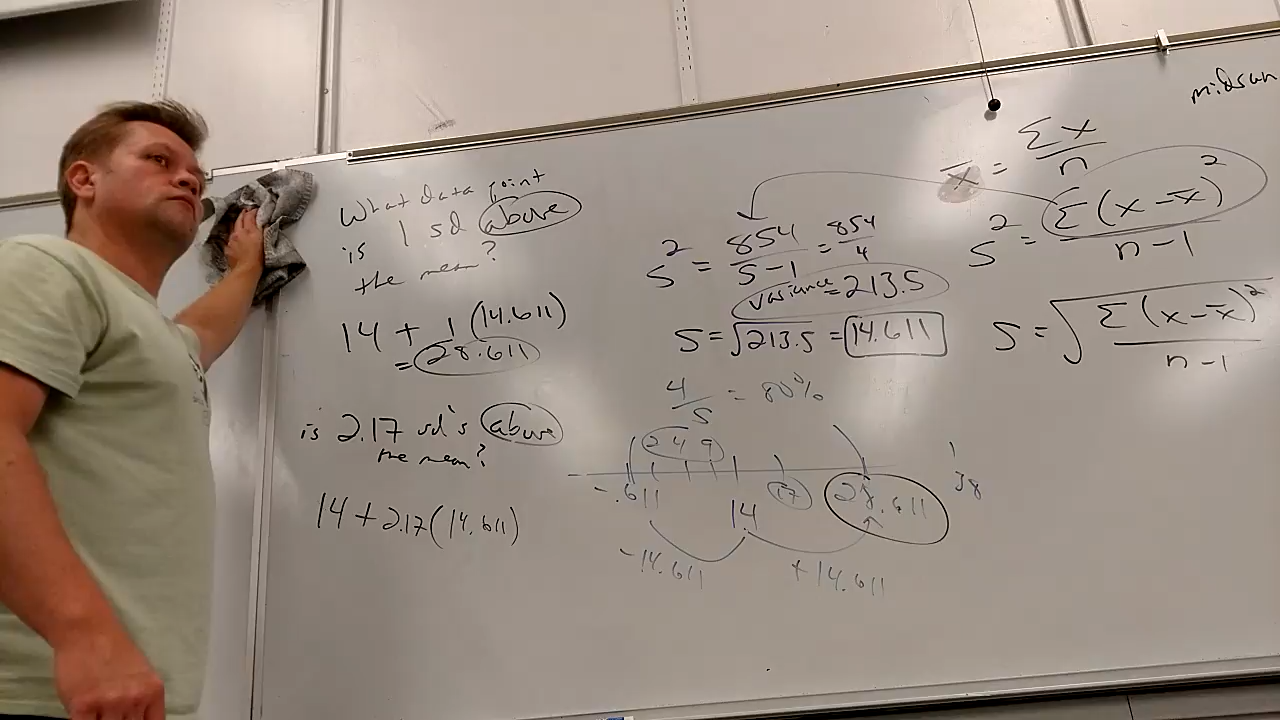 What data point
is 1 sd above
the mean?
14 + 1 (14.611)
= 28.611
is 2.17 sd's above
the mean?
14 + 2.17 (14.611)
s² = 854/5-1 = 854/4
variance = 213.5
s = √213.5 = 14.611
4/5 = 80%
2 4 9
-.611 14 17 28.611 38
-14.611 +14.611
x̄ = Σx/n
s² = Σ(x-x̄)²/n-1
s = √Σ(x-x̄)²/n-1